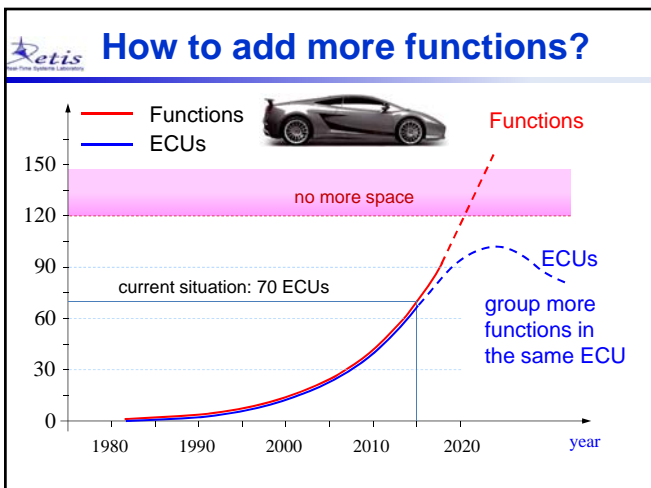 Retis
Real-Time Systems Laboratory
How to add more functions?
Functions
ECUs
Functions
150
no more space
120
ECUs
90
current situation: 70 ECUs
group more
functions in
the same ECU
60
30
0
1980
1990
2000
2010
2020
year